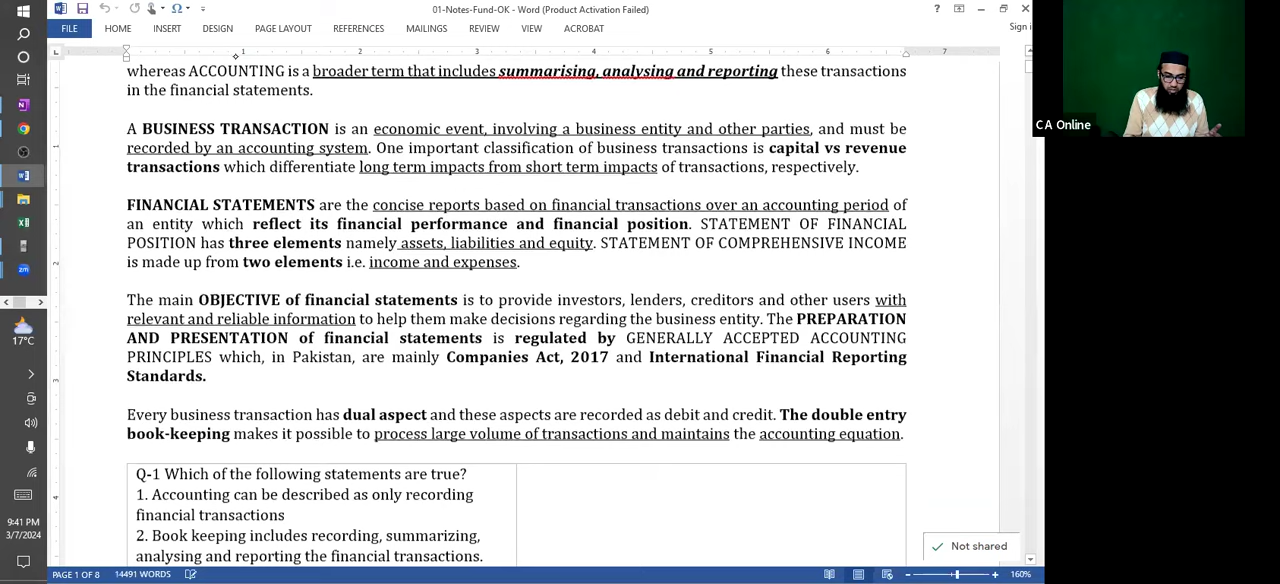 01-Notes-Fund-OK - Word (Product Activation Failed)
FILE HOME INSERT DESIGN PAGE LAYOUT REFERENCES MAILINGS REVIEW VIEW ACROBAT
Sign i
1 2 3 4 5 6 7
whereas ACCOUNTING is a broader term that includes summarising, analysing and reporting these transactions
in the financial statements.
A BUSINESS TRANSACTION is an economic event, involving a business entity and other parties, and must be
recorded by an accounting system. One important classification of business transactions is capital vs revenue
transactions which differentiate long term impacts from short term impacts of transactions, respectively.
FINANCIAL STATEMENTS are the concise reports based on financial transactions over an accounting period of
an entity which reflect its financial performance and financial position. STATEMENT OF FINANCIAL
POSITION has three elements namely assets, liabilities and equity. STATEMENT OF COMPREHENSIVE INCOME
is made up from two elements i.e. income and expenses.
The main OBJECTIVE of financial statements is to provide investors, lenders, creditors and other users with
relevant and reliable information to help them make decisions regarding the business entity. The PREPARATION
AND PRESENTATION of financial statements is regulated by GENERALLY ACCEPTED ACCOUNTING
PRINCIPLES which, in Pakistan, are mainly Companies Act, 2017 and International Financial Reporting
Standards.
Every business transaction has dual aspect and these aspects are recorded as debit and credit. The double entry
book-keeping makes it possible to process large volume of transactions and maintains the accounting equation.
Q-1 Which of the following statements are true?
1. Accounting can be described as only recording
financial transactions
2. Book keeping includes recording, summarizing,
analysing and reporting the financial transactions.
Not shared
PAGE 1 OF 8 14491 WORDS
160%
17°C
9:41 PM
3/7/2024
C A Online